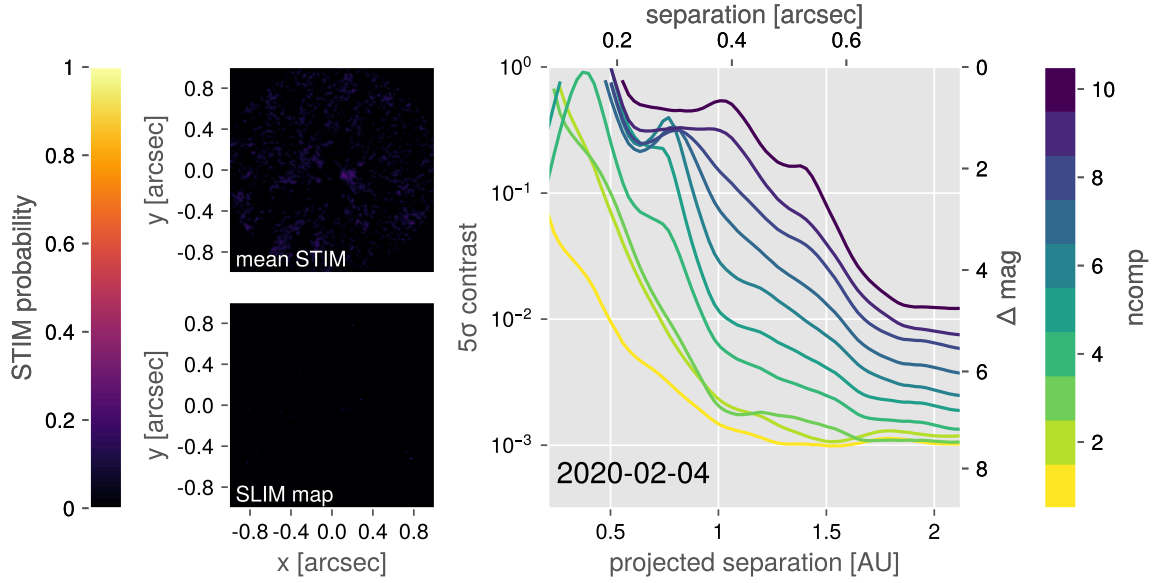 STIM probability
1
0.8
0.6
0.4
0.2
0
y [arcsec]
0.8
0.4
0.0
-0.4
-0.8
mean STIM
y [arcsec]
0.8
0.4
0.0
-0.4
-0.8
SLIM map
-0.8 -0.4 0.0 0.4 0.8
x [arcsec]
separation [arcsec]
0.2 0.4 0.6
5σ contrast
10⁰
10⁻¹
10⁻²
10⁻³
2020-02-04
0.5 1 1.5 2
projected separation [AU]
0
2
4
6
8
Δ mag
10
8
6
4
2
ncomp